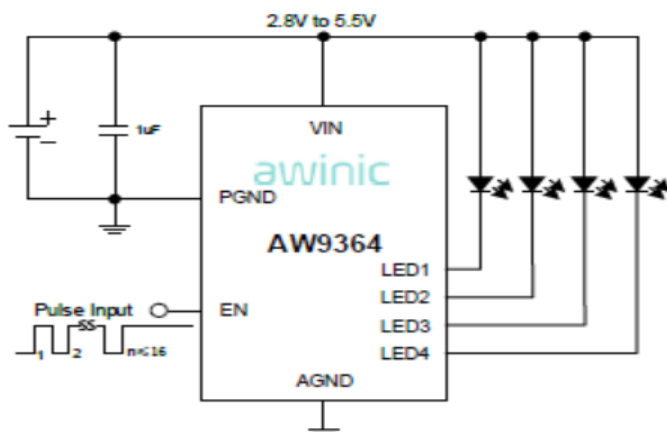 2.8V to 5.5V
+
1uF
−
VIN
awinic
PGND
AW9364
LED1
Pulse Input
EN
LED2
LED3
1 2 n≤16
LED4
AGND